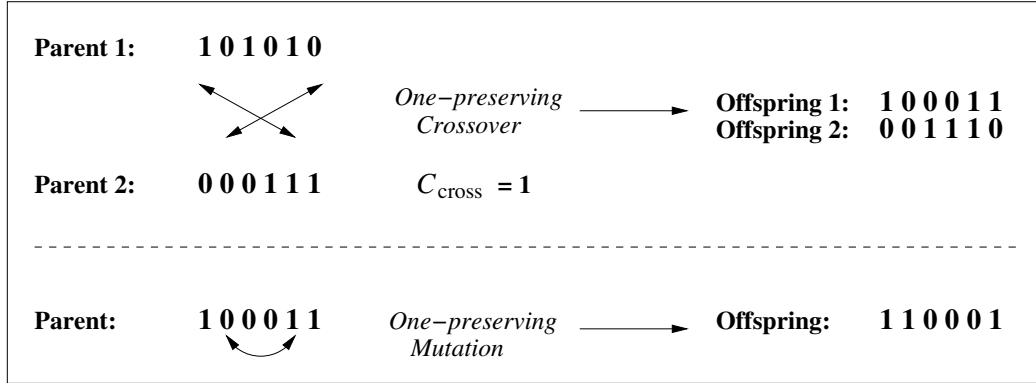 Parent 1: 1 0 1 0 1 0
One−preserving
Crossover
Offspring 1: 1 0 0 0 1 1
Offspring 2: 0 0 1 1 1 0
Parent 2: 0 0 0 1 1 1
C cross = 1
Parent: 1 0 0 0 1 1
One−preserving
Mutation
Offspring: 1 1 0 0 0 1